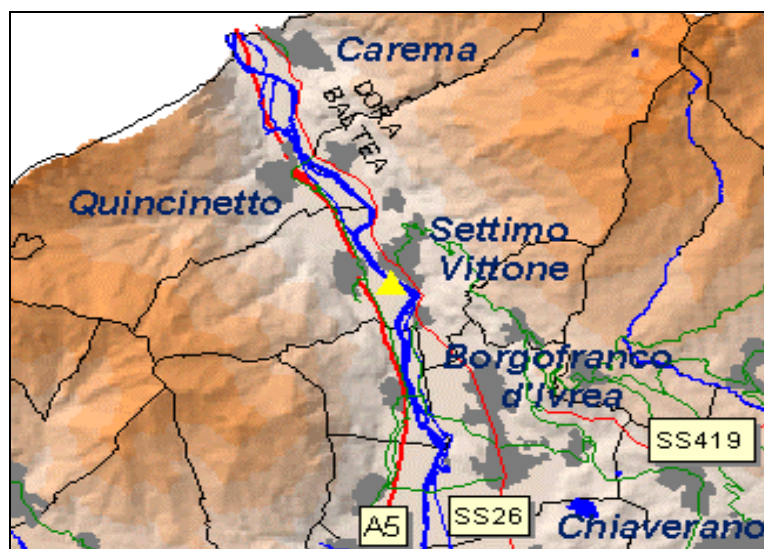 Carema
DORA
BALTEA
Quincinetto
Settimo
Vittone
Borgofranco
d'Ivrea
SS419
A5
SS26
Chiaverano